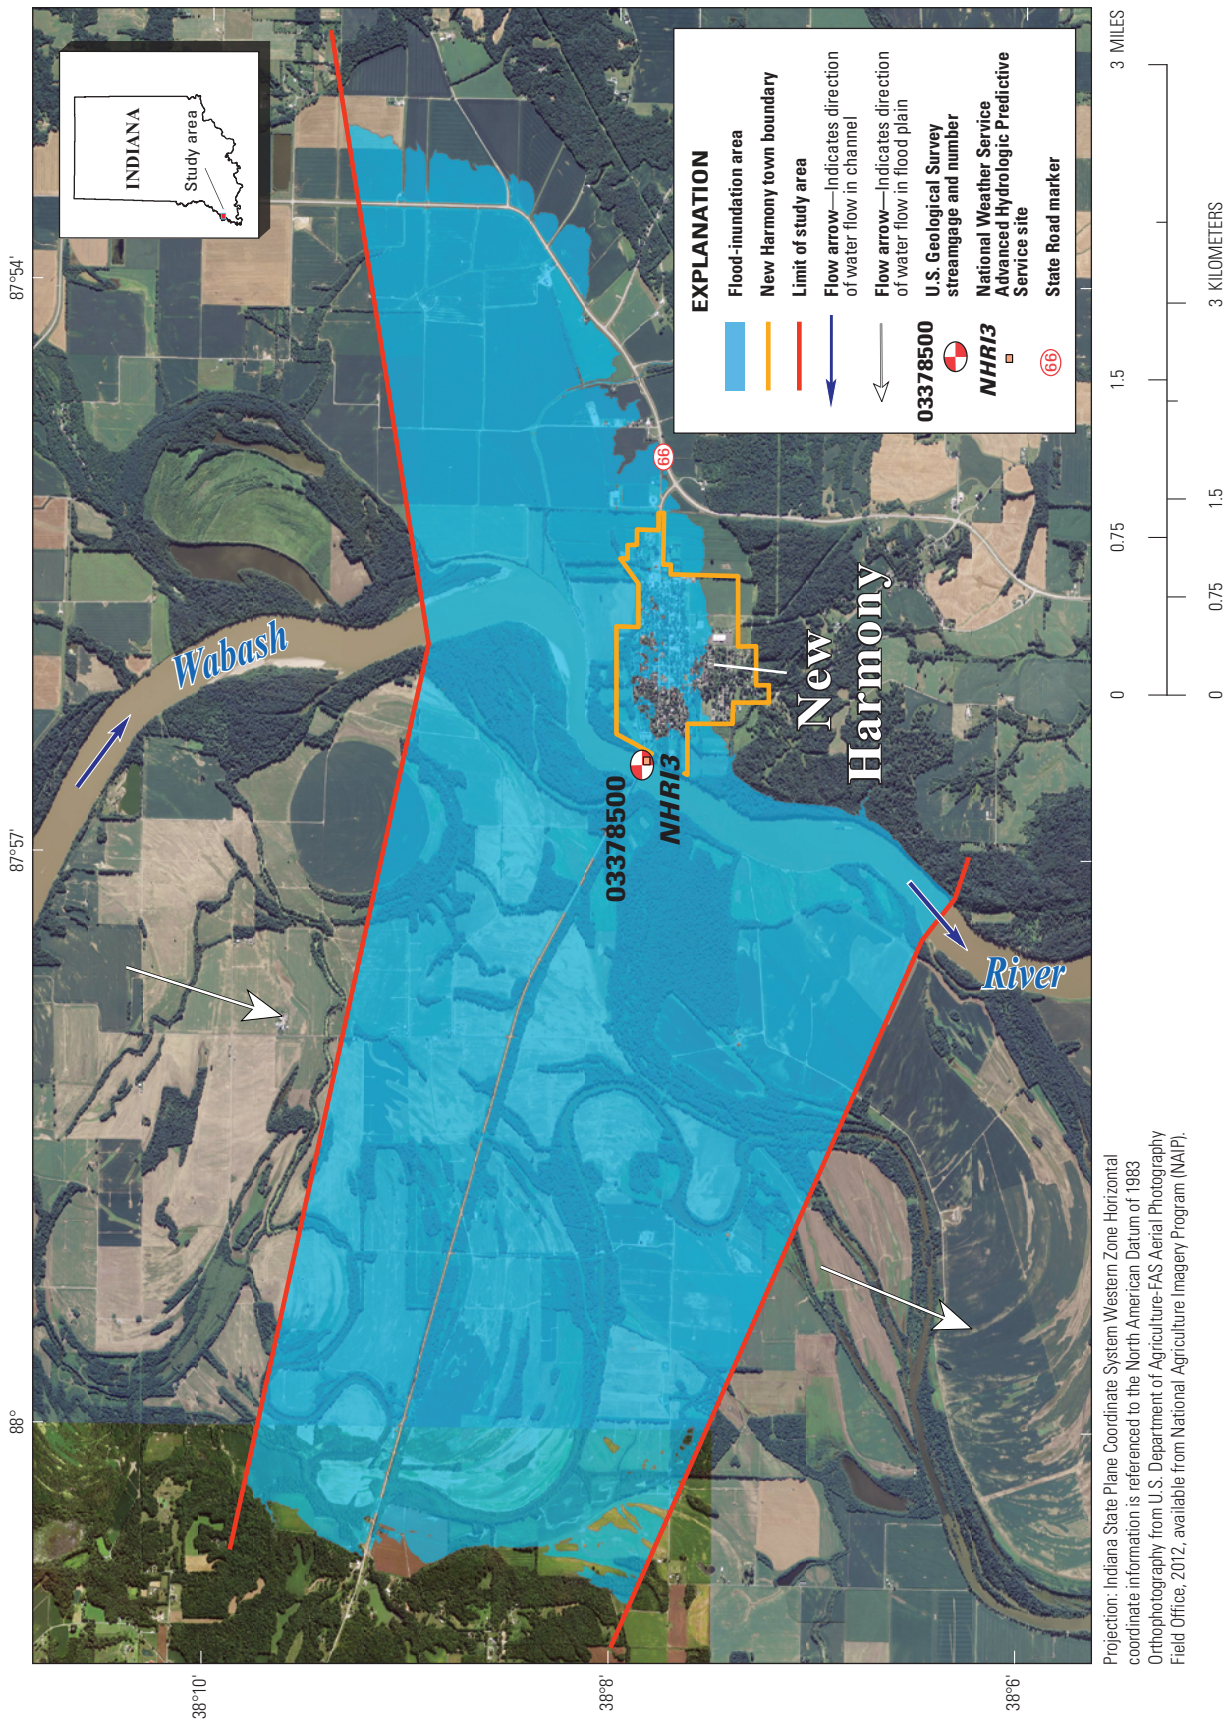 87°54'
87°57'
88°
38°10'
38°8'
38°6'
INDIANA
Study area
Wabash
River
66
03378500
NHRI3
New
Harmony
EXPLANATION
Flood-inundation area
New Harmony town boundary
Limit of study area
Flow arrow—Indicates direction
of water flow in channel
Flow arrow—Indicates direction
of water flow in flood plain
03378500
U.S. Geological Survey
streamgage and number
NHRI3
National Weather Service
Advanced Hydrologic Predictive
Service site
66
State Road marker
0 0.75 1.5 3 MILES
0 0.75 1.5 3 KILOMETERS
Projection: Indiana State Plane Coordinate System Western Zone Horizontal
coordinate information is referenced to the North American Datum of 1983
Orthophotography from U.S. Department of Agriculture-FAS Aerial Photography
Field Office, 2012, available from National Agriculture Imagery Program (NAIP).